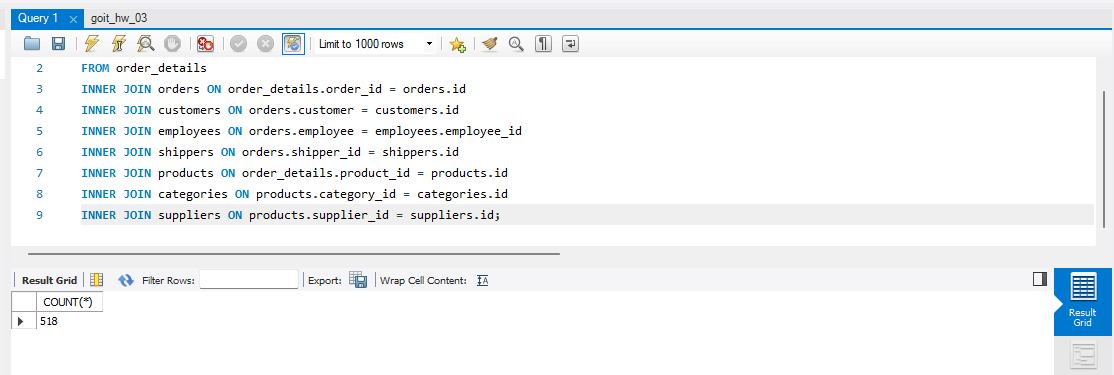 Query 1 goit_hw_03
Limit to 1000 rows
2 FROM order_details
3 INNER JOIN orders ON order_details.order_id = orders.id
4 INNER JOIN customers ON orders.customer = customers.id
5 INNER JOIN employees ON orders.employee = employees.employee_id
6 INNER JOIN shippers ON orders.shipper_id = shippers.id
7 INNER JOIN products ON order_details.product_id = products.id
8 INNER JOIN categories ON products.category_id = categories.id
9 INNER JOIN suppliers ON products.supplier_id = suppliers.id;
Result Grid Filter Rows: Export: Wrap Cell Content:
COUNT(*)
518
Result
Grid